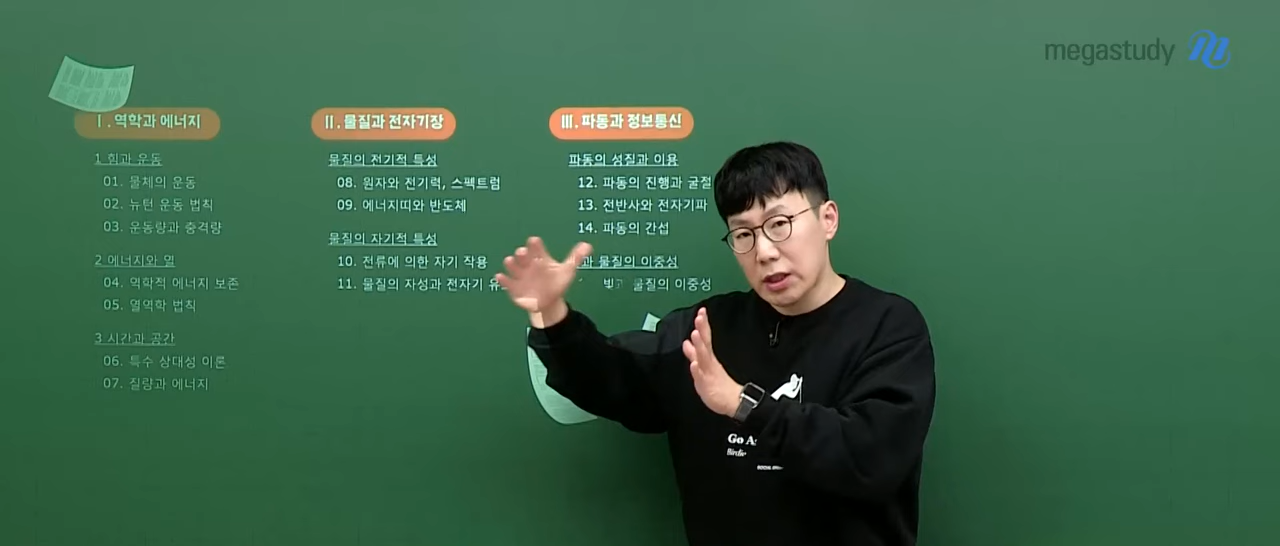 megastudy
Ⅰ. 역학과 에너지
1 힘과 운동
01. 물체의 운동
02. 뉴턴 운동 법칙
03. 운동량과 충격량
2 에너지와 열
04. 역학적 에너지 보존
05. 열역학 법칙
3 시간과 공간
06. 특수 상대성 이론
07. 질량과 에너지
Ⅱ. 물질과 전자기장
물질의 전기적 특성
08. 원자와 전기력, 스펙트럼
09. 에너지띠와 반도체
물질의 자기적 특성
10. 전류에 의한 자기 작용
11. 물질의 자성과 전자기 유
Ⅲ. 파동과 정보통신
파동의 성질과 이용
12. 파동의 진행과 굴절
13. 전반사와 전자기파
14. 파동의 간섭
과 물질의 이중성
빛과 물질의 이중성
Go
Birdie